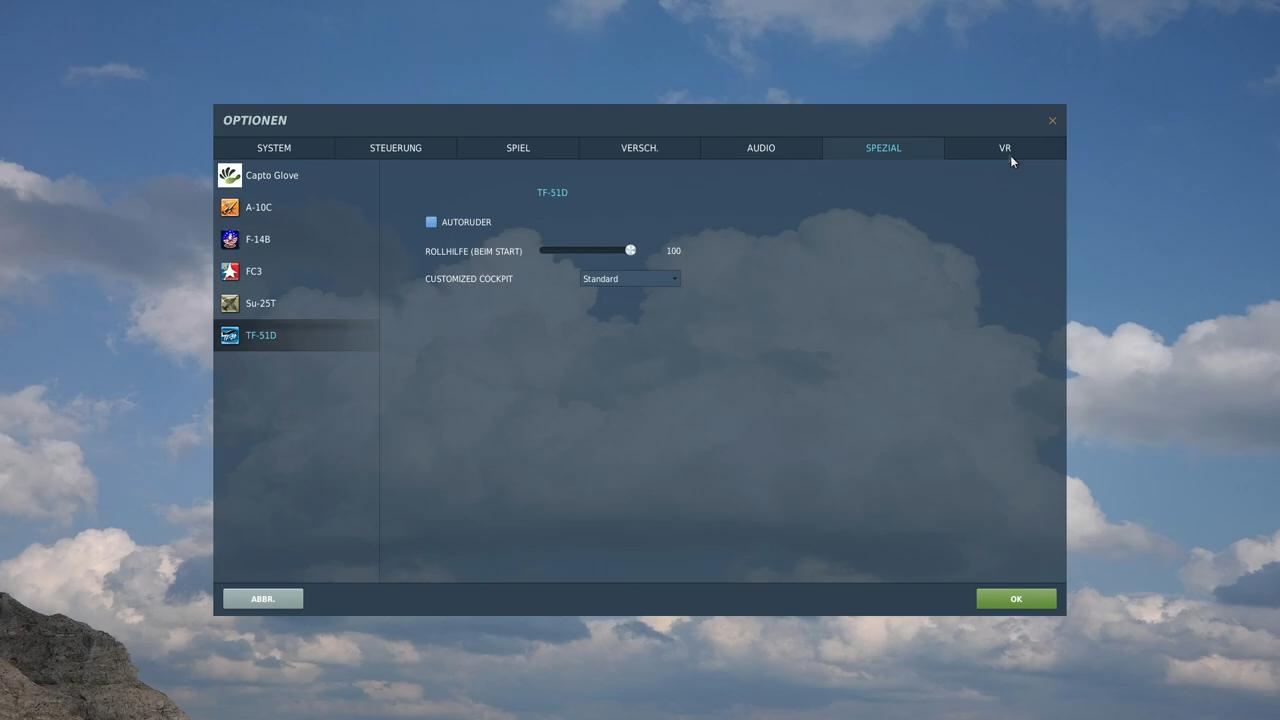 OPTIONEN
SYSTEM STEUERUNG SPIEL VERSCH. AUDIO SPEZIAL VR
Capto Glove
A-10C
F-14B
FC3
Su-25T
TF-51D
TF-51D
AUTORUDER
ROLLHILFE (BEIM START) 100
CUSTOMIZED COCKPIT Standard
ABBR. OK